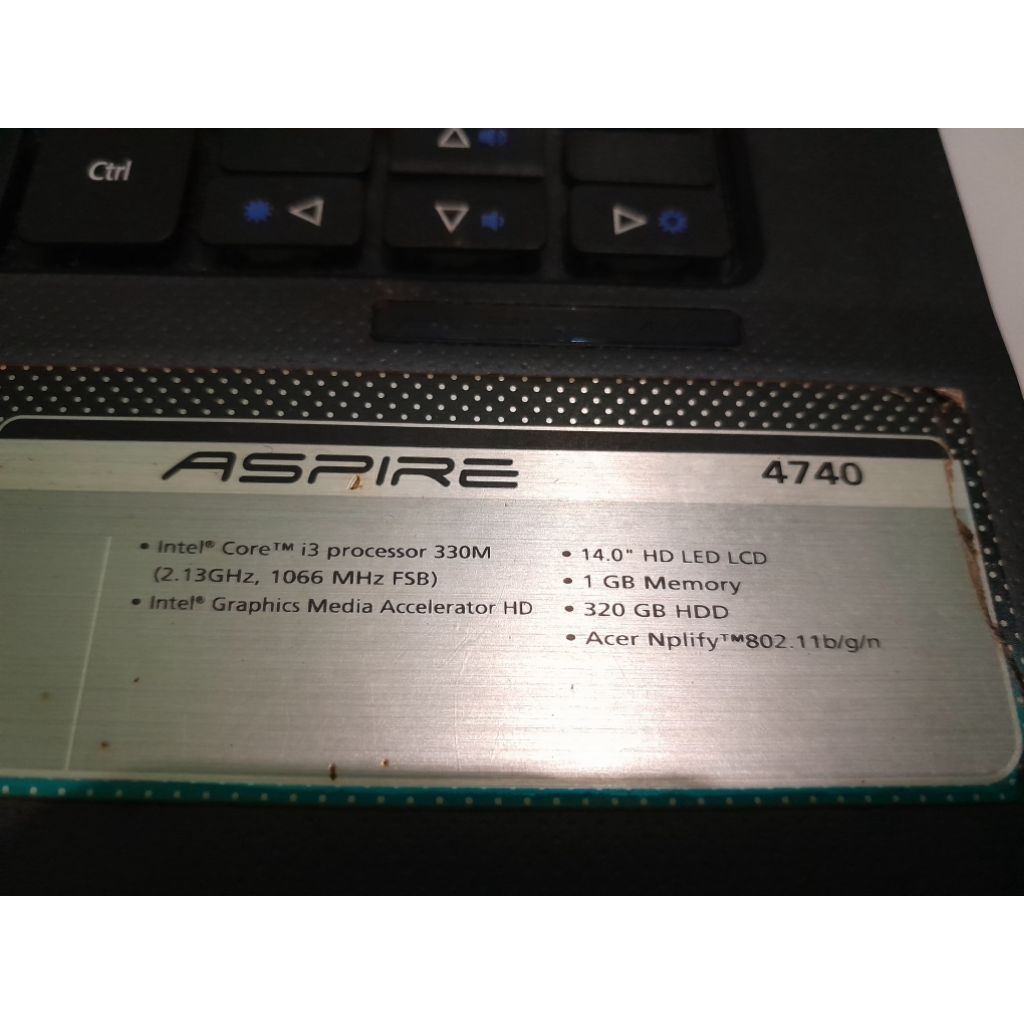 Ctrl
ASPIRE 4740
• Intel® Core™ i3 processor 330M
(2.13GHz, 1066 MHz FSB)
• Intel® Graphics Media Accelerator HD
• 14.0" HD LED LCD
• 1 GB Memory
• 320 GB HDD
• Acer Nplify™802.11b/g/n